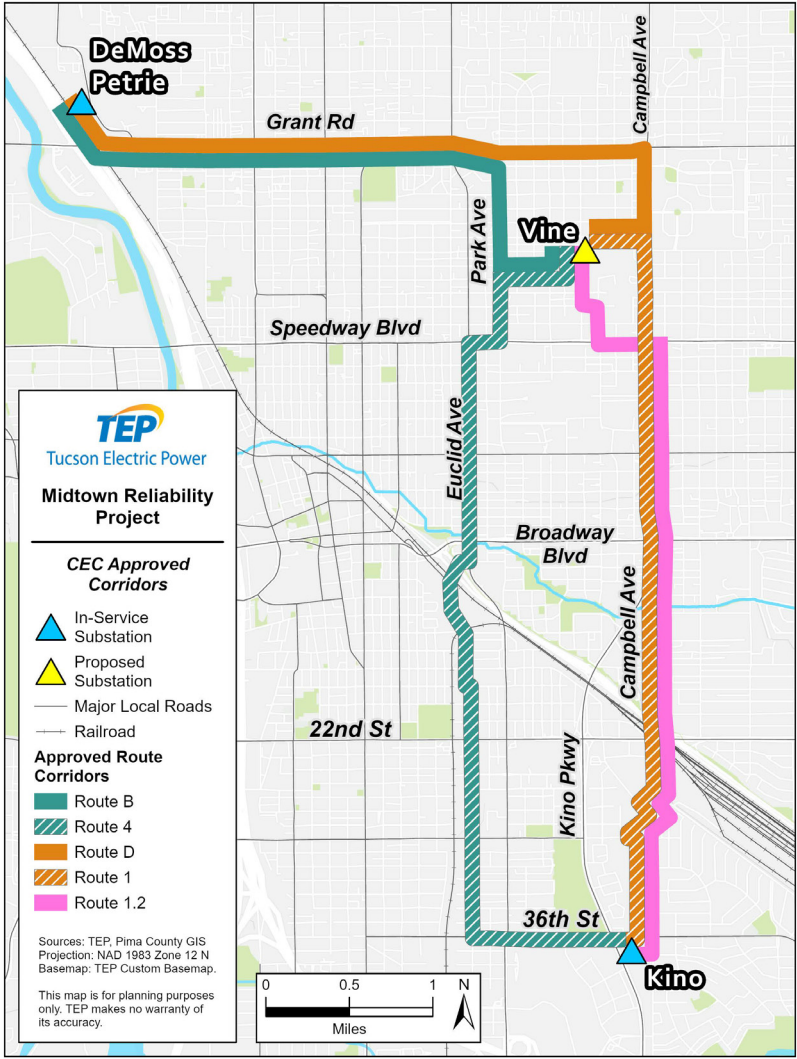 DeMoss
Petrie
Grant Rd
Campbell Ave
Park Ave
Vine
Speedway Blvd
Euclid Ave
Broadway
Blvd
Campbell Ave
22nd St
Kino Pkwy
36th St
Kino
TEP
Tucson Electric Power
Midtown Reliability
Project
CEC Approved
Corridors
In-Service
Substation
Proposed
Substation
Major Local Roads
Railroad
Approved Route
Corridors
Route B
Route 4
Route D
Route 1
Route 1.2
Sources: TEP, Pima County GIS
Projection: NAD 1983 Zone 12 N
Basemap: TEP Custom Basemap.
This map is for planning purposes
only. TEP makes no warranty of
its accuracy.
0 0.5 1
Miles
N